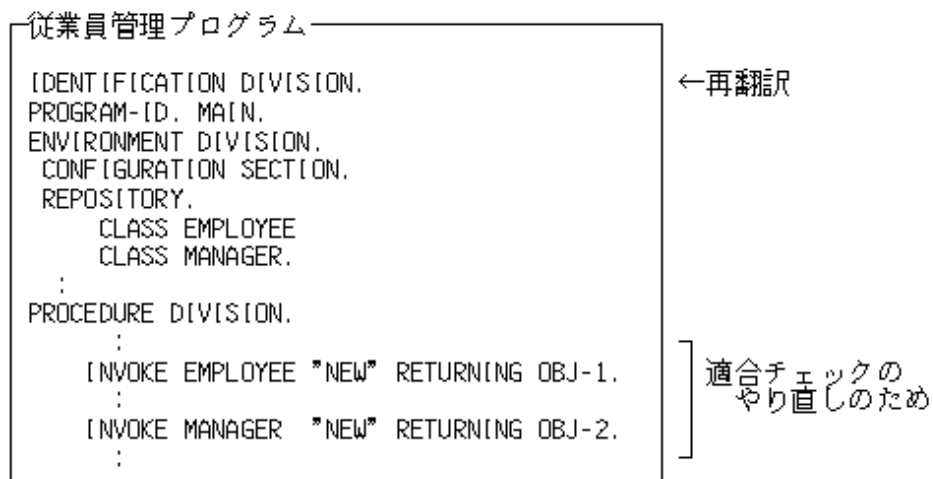 従業員管理プログラム
IDENTIFICATION DIVISION.
←再翻訳
PROGRAM-ID. MAIN.
ENVIRONMENT DIVISION.
CONFIGURATION SECTION.
REPOSITORY.
CLASS EMPLOYEE
CLASS MANAGER.
:
PROCEDURE DIVISION.
:
INVOKE EMPLOYEE "NEW" RETURNING OBJ-1.
:
INVOKE MANAGER "NEW" RETURNING OBJ-2.
:
適合チェックの
やり直しのため